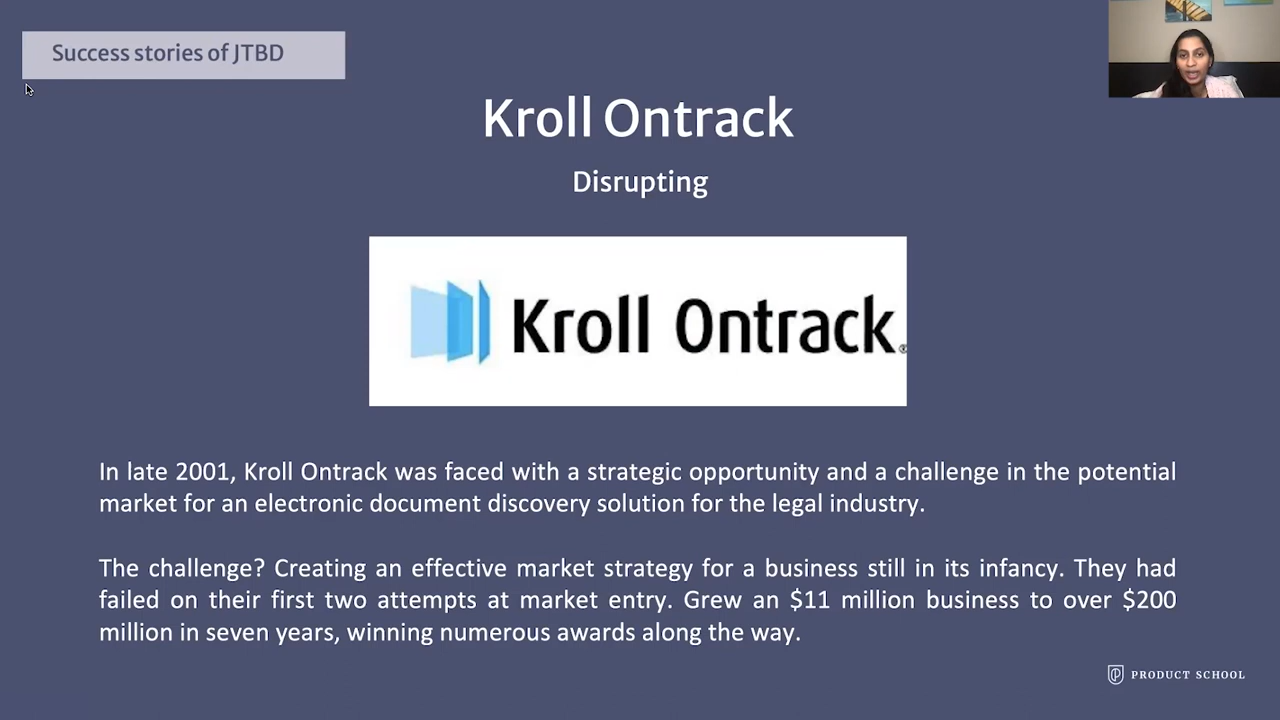 Success stories of JTBD
Kroll Ontrack
Disrupting
Kroll Ontrack®
In late 2001, Kroll Ontrack was faced with a strategic opportunity and a challenge in the potential
market for an electronic document discovery solution for the legal industry.
The challenge? Creating an effective market strategy for a business still in its infancy. They had
failed on their first two attempts at market entry. Grew an $11 million business to over $200
million in seven years, winning numerous awards along the way.
PRODUCT SCHOOL